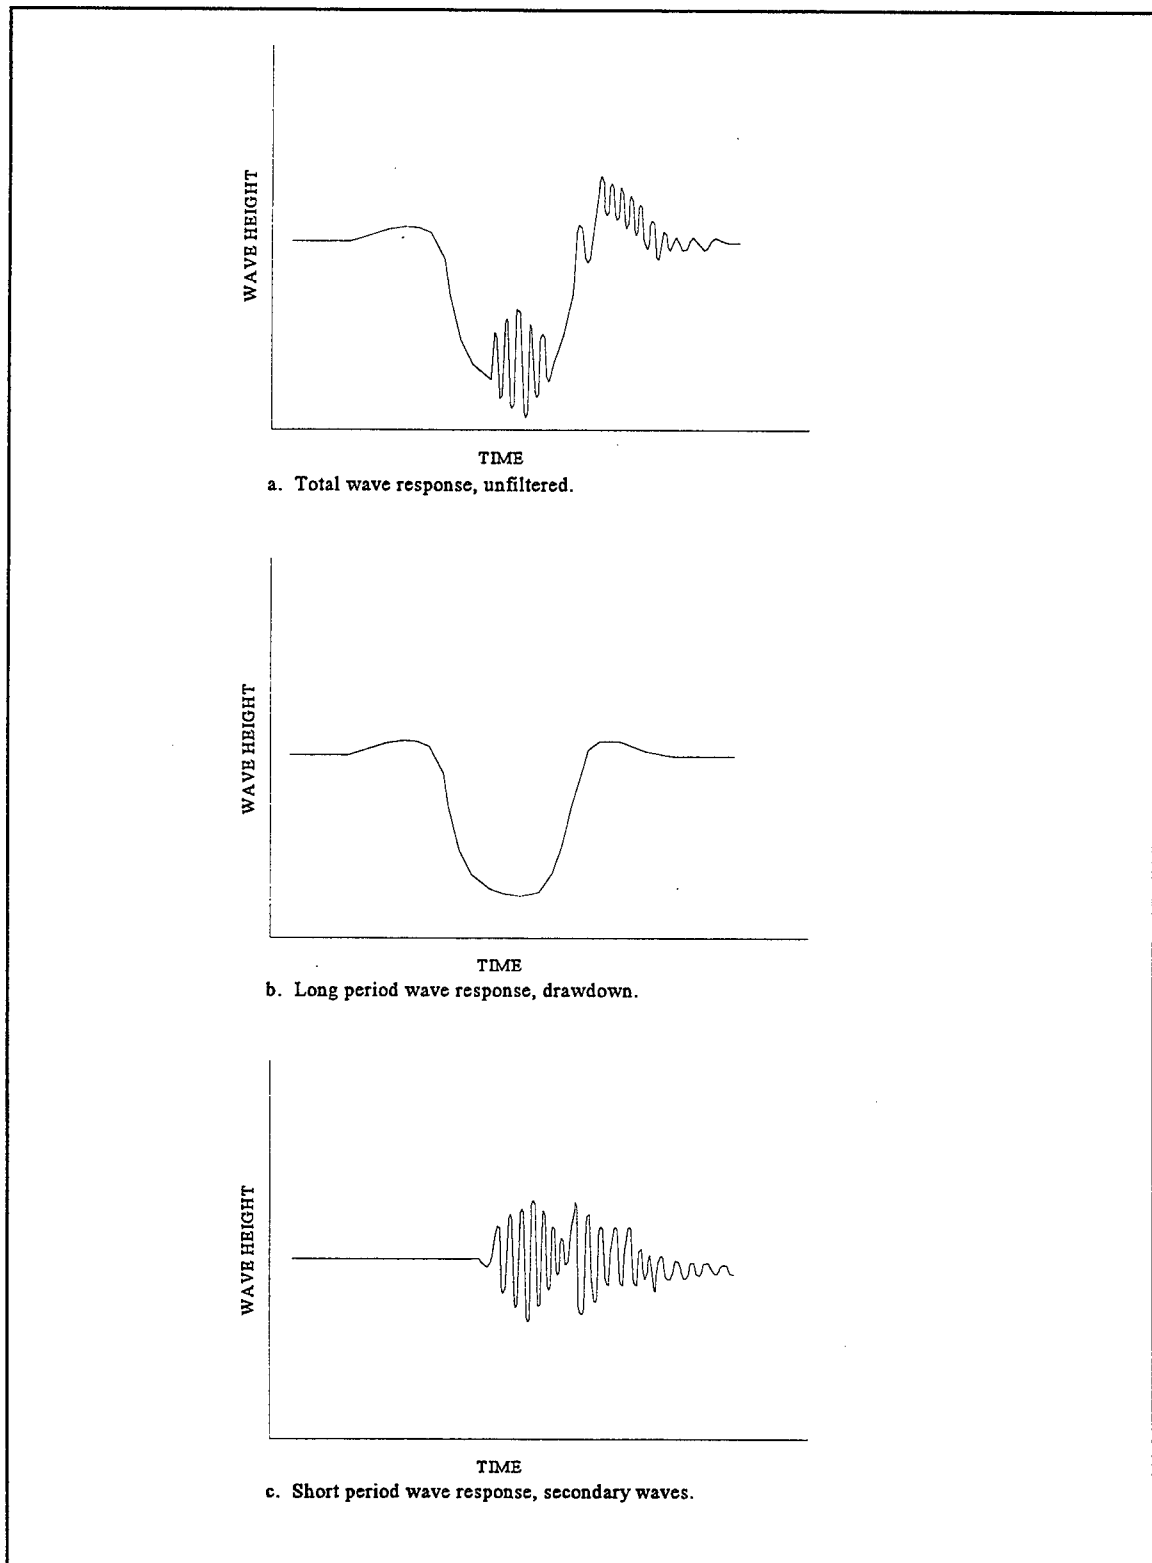 WAVE HEIGHT
TIME
a. Total wave response, unfiltered.
WAVE HEIGHT
TIME
b. Long period wave response, drawdown.
WAVE HEIGHT
TIME
c. Short period wave response, secondary waves.